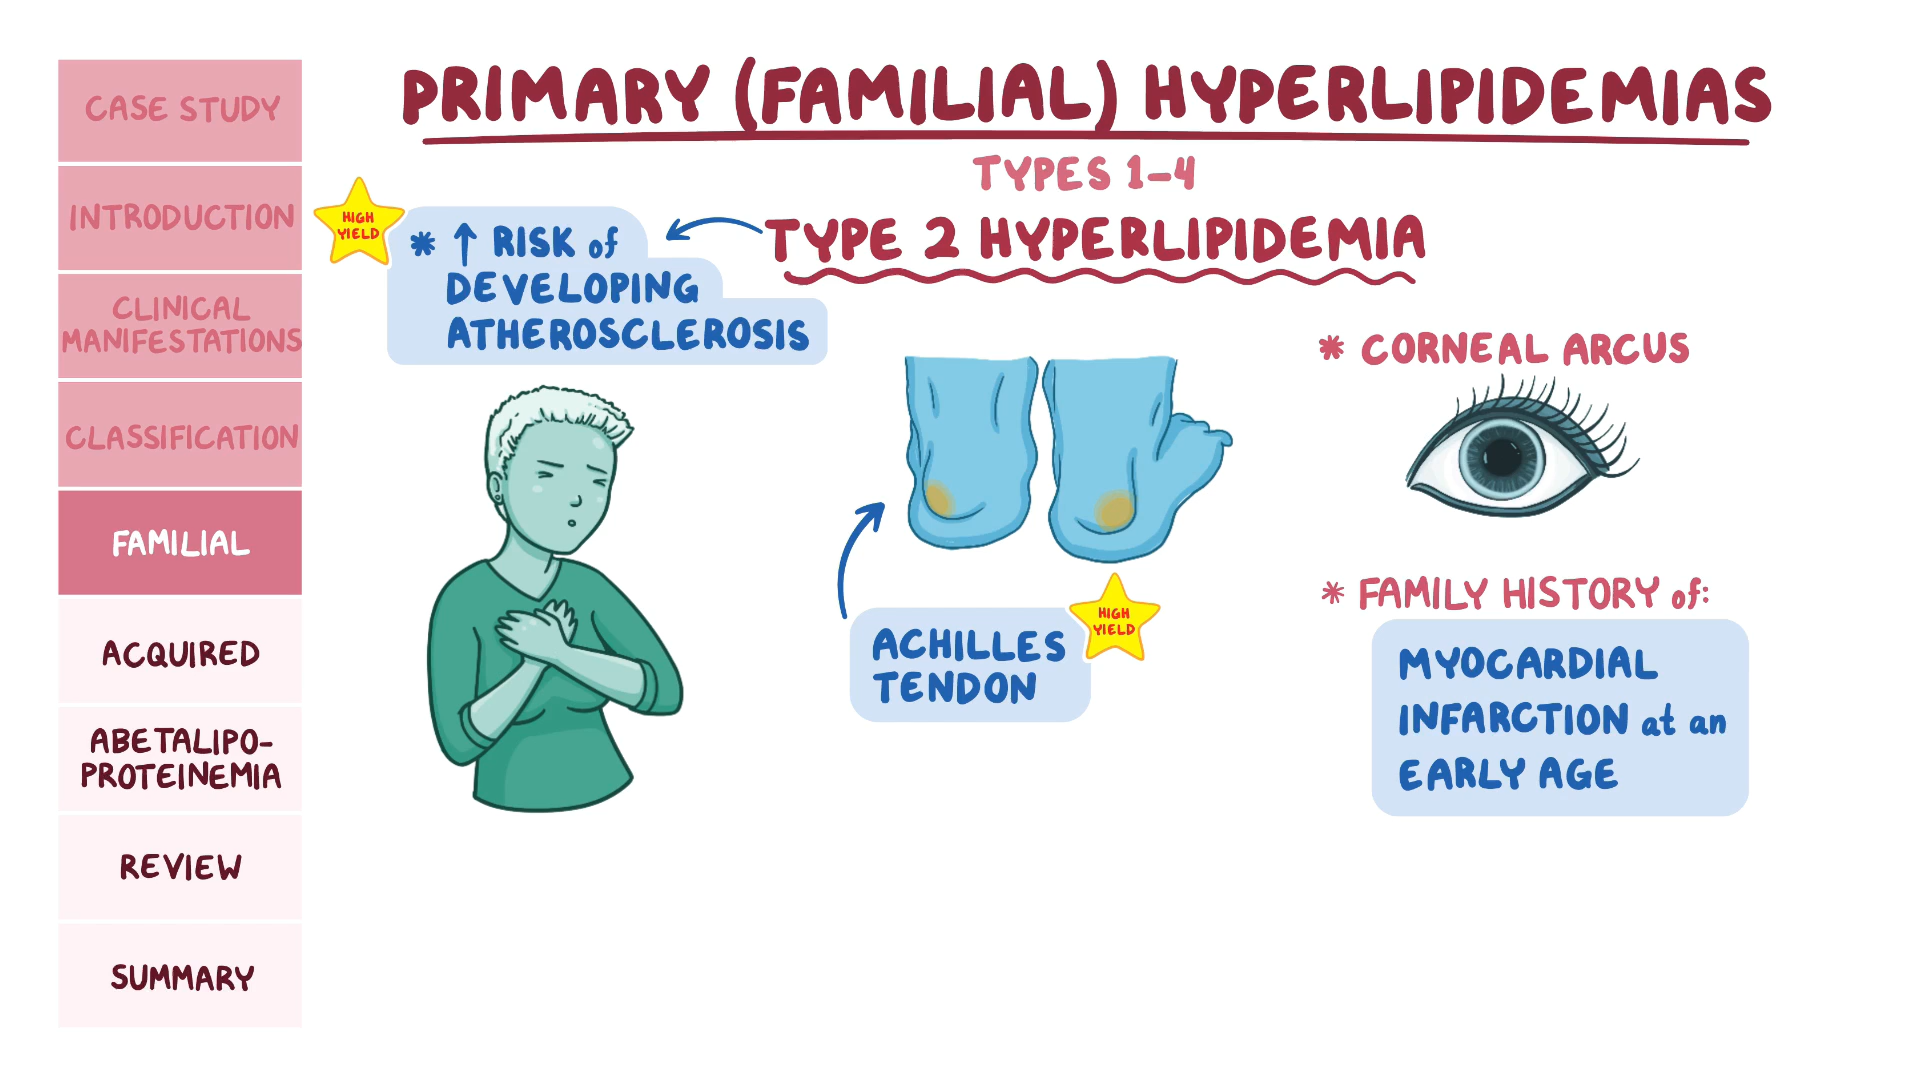 CASE STUDY
INTRODUCTION
CLINICAL
MANIFESTATIONS
CLASSIFICATION
FAMILIAL
ACQUIRED
ABETALIPO-
PROTEINEMIA
REVIEW
SUMMARY
PRIMARY (FAMILIAL) HYPERLIPIDEMIAS
TYPES 1-4
TYPE 2 HYPERLIPIDEMIA
HIGH
YIELD
* ↑ RISK of
DEVELOPING
ATHEROSCLEROSIS
ACHILLES
TENDON
HIGH
YIELD
* CORNEAL ARCUS
* FAMILY HISTORY of:
MYOCARDIAL
INFARCTION at an
EARLY AGE